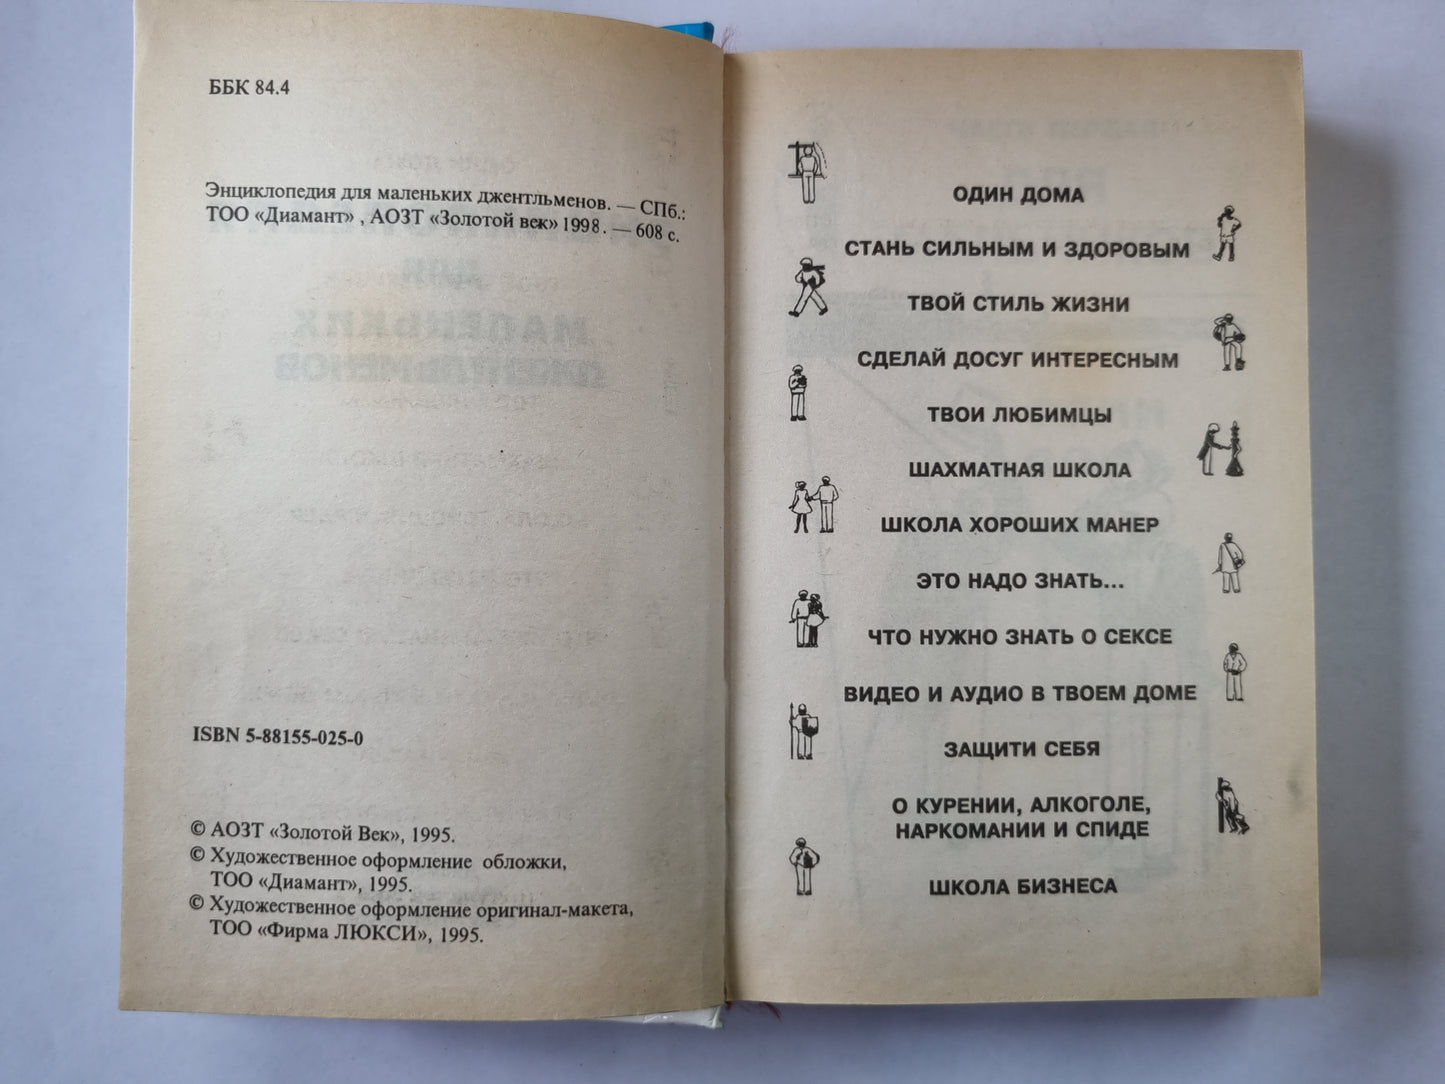 ББК 84.4
Энциклопедия для маленьких джентльменов. — СПб.:
ТОО «Диамант» , АОЗТ «Золотой век» 1998. — 608 с.
ISBN 5-88155-025-0
© АОЗТ «Золотой Век», 1995.
© Художественное оформление обложки,
ТОО «Диамант», 1995.
© Художественное оформление оригинал-макета,
ТОО «Фирма ЛЮКСИ», 1995.
ОДИН ДОМА
СТАНЬ СИЛЬНЫМ И ЗДОРОВЫМ
ТВОЙ СТИЛЬ ЖИЗНИ
СДЕЛАЙ ДОСУГ ИНТЕРЕСНЫМ
ТВОИ ЛЮБИМЦЫ
ШАХМАТНАЯ ШКОЛА
ШКОЛА ХОРОШИХ МАНЕР
ЭТО НАДО ЗНАТЬ...
ЧТО НУЖНО ЗНАТЬ О СЕКСЕ
ВИДЕО И АУДИО В ТВОЕМ ДОМЕ
ЗАЩИТИ СЕБЯ
О КУРЕНИИ, АЛКОГОЛЕ,
НАРКОМАНИИ И СПИДЕ
ШКОЛА БИЗНЕСА